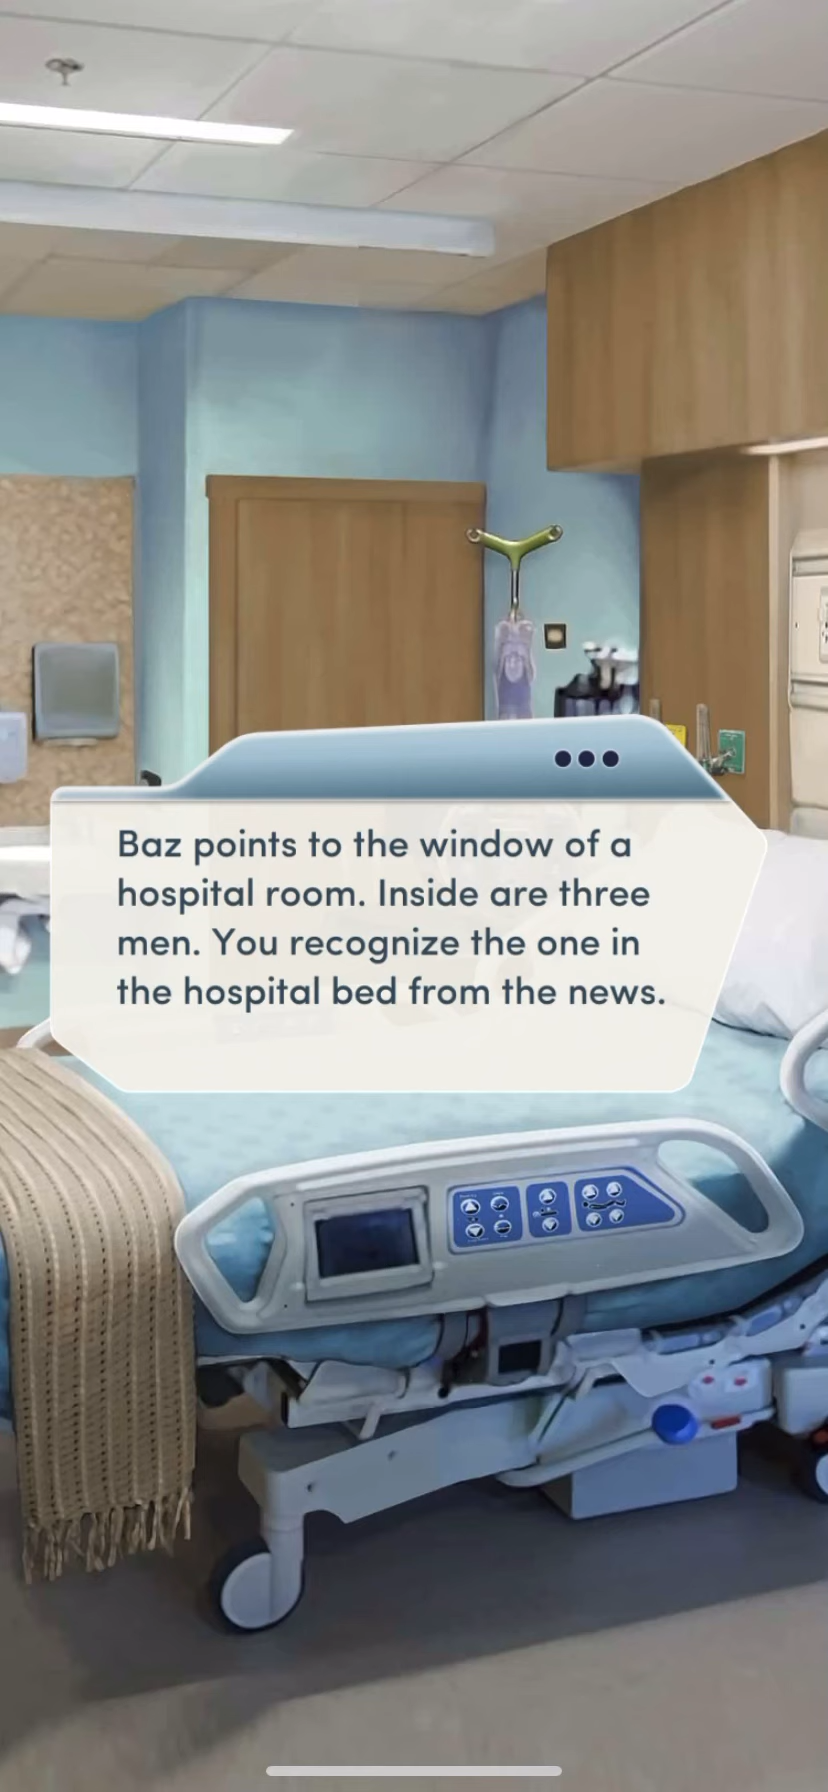 Baz points to the window of a
hospital room. Inside are three
men. You recognize the one in
the hospital bed from the news.